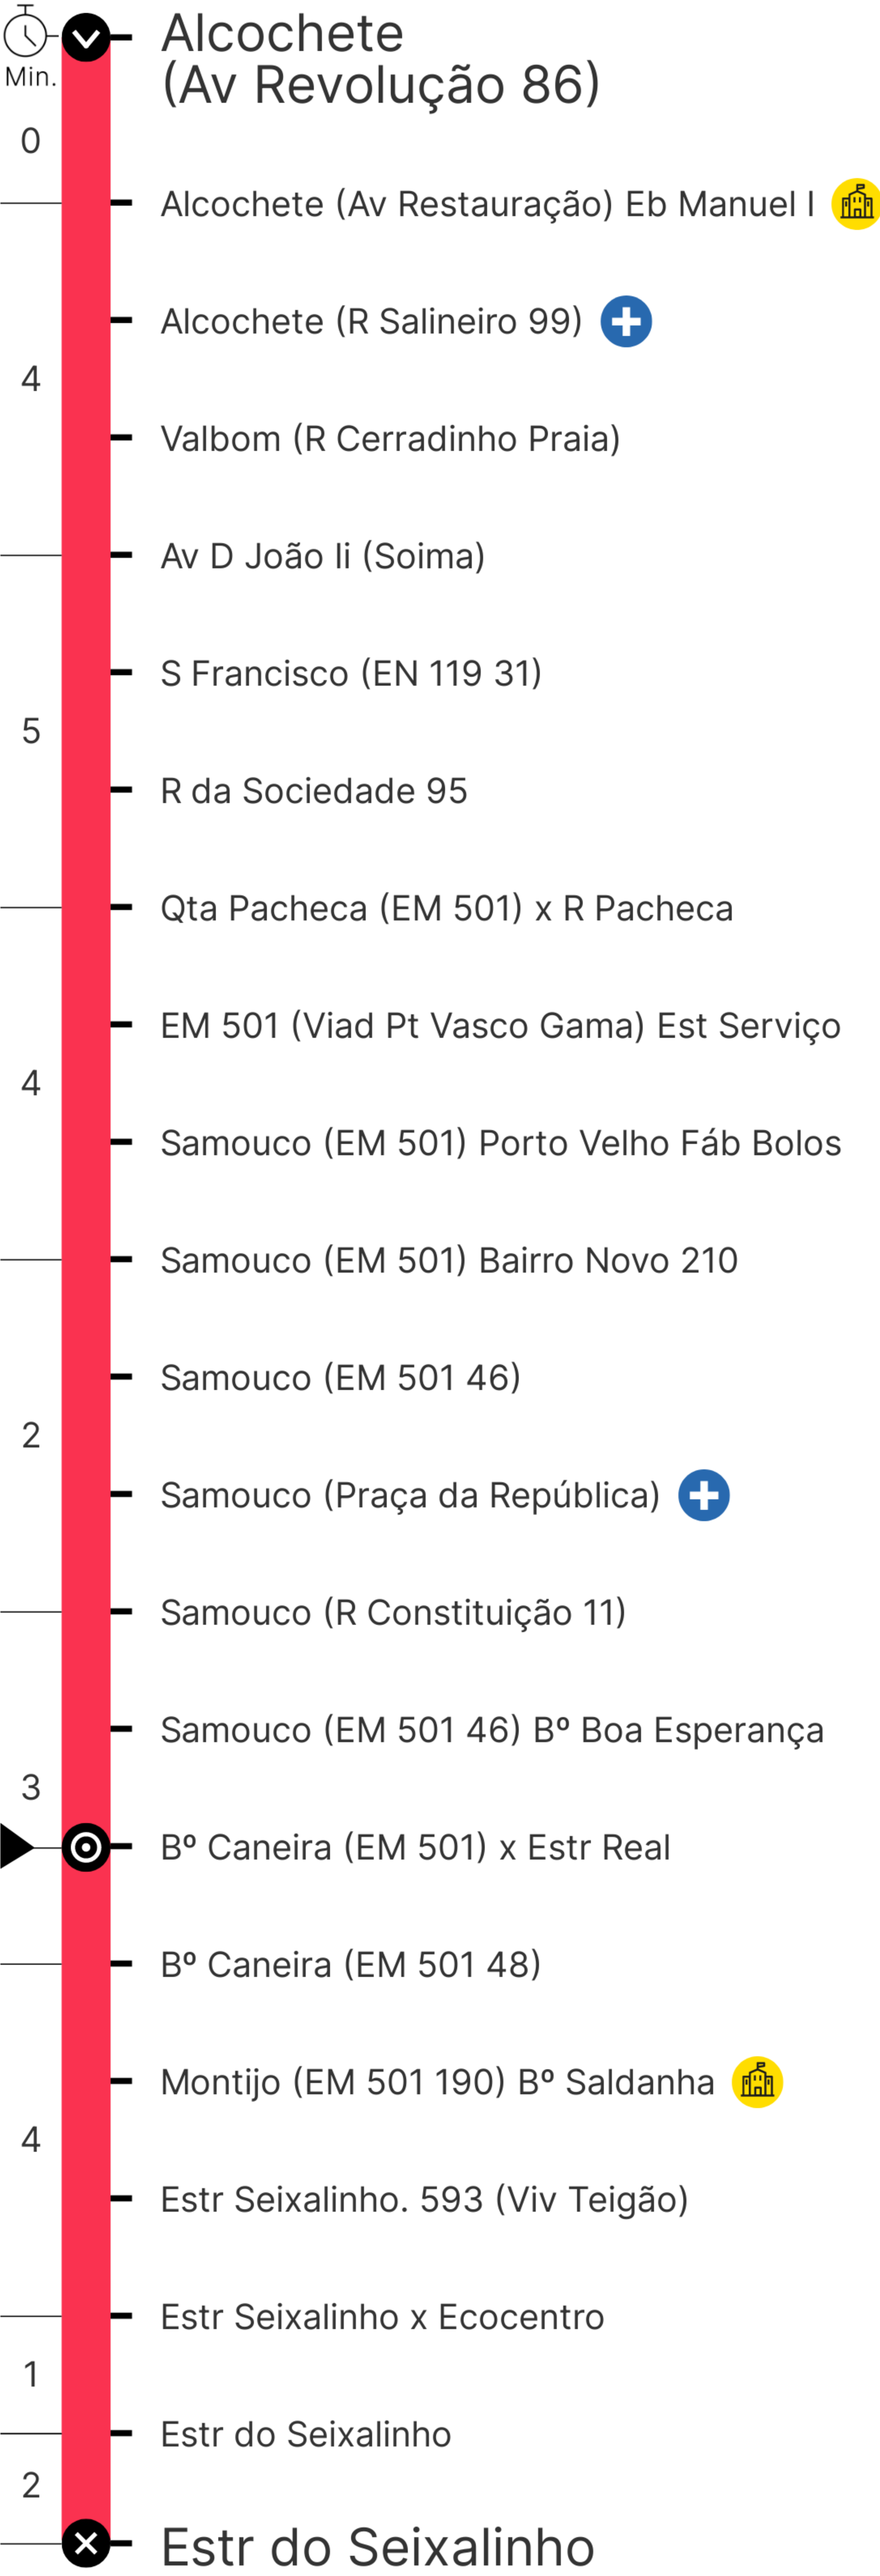 Min.
Alcochete
(Av Revolução 86)
0
Alcochete (Av Restauração) Eb Manuel I
Alcochete (R Salineiro 99)
4
Valbom (R Cerradinho Praia)
Av D João Ii (Soima)
S Francisco (EN 119 31)
5
R da Sociedade 95
Qta Pacheca (EM 501) x R Pacheca
EM 501 (Viad Pt Vasco Gama) Est Serviço
4
Samouco (EM 501) Porto Velho Fáb Bolos
Samouco (EM 501) Bairro Novo 210
Samouco (EM 501 46)
2
Samouco (Praça da República)
Samouco (R Constituição 11)
Samouco (EM 501 46) Bº Boa Esperança
3
Bº Caneira (EM 501) x Estr Real
Bº Caneira (EM 501 48)
Montijo (EM 501 190) Bº Saldanha
4
Estr Seixalinho. 593 (Viv Teigão)
Estr Seixalinho x Ecocentro
1
Estr do Seixalinho
2
Estr do Seixalinho